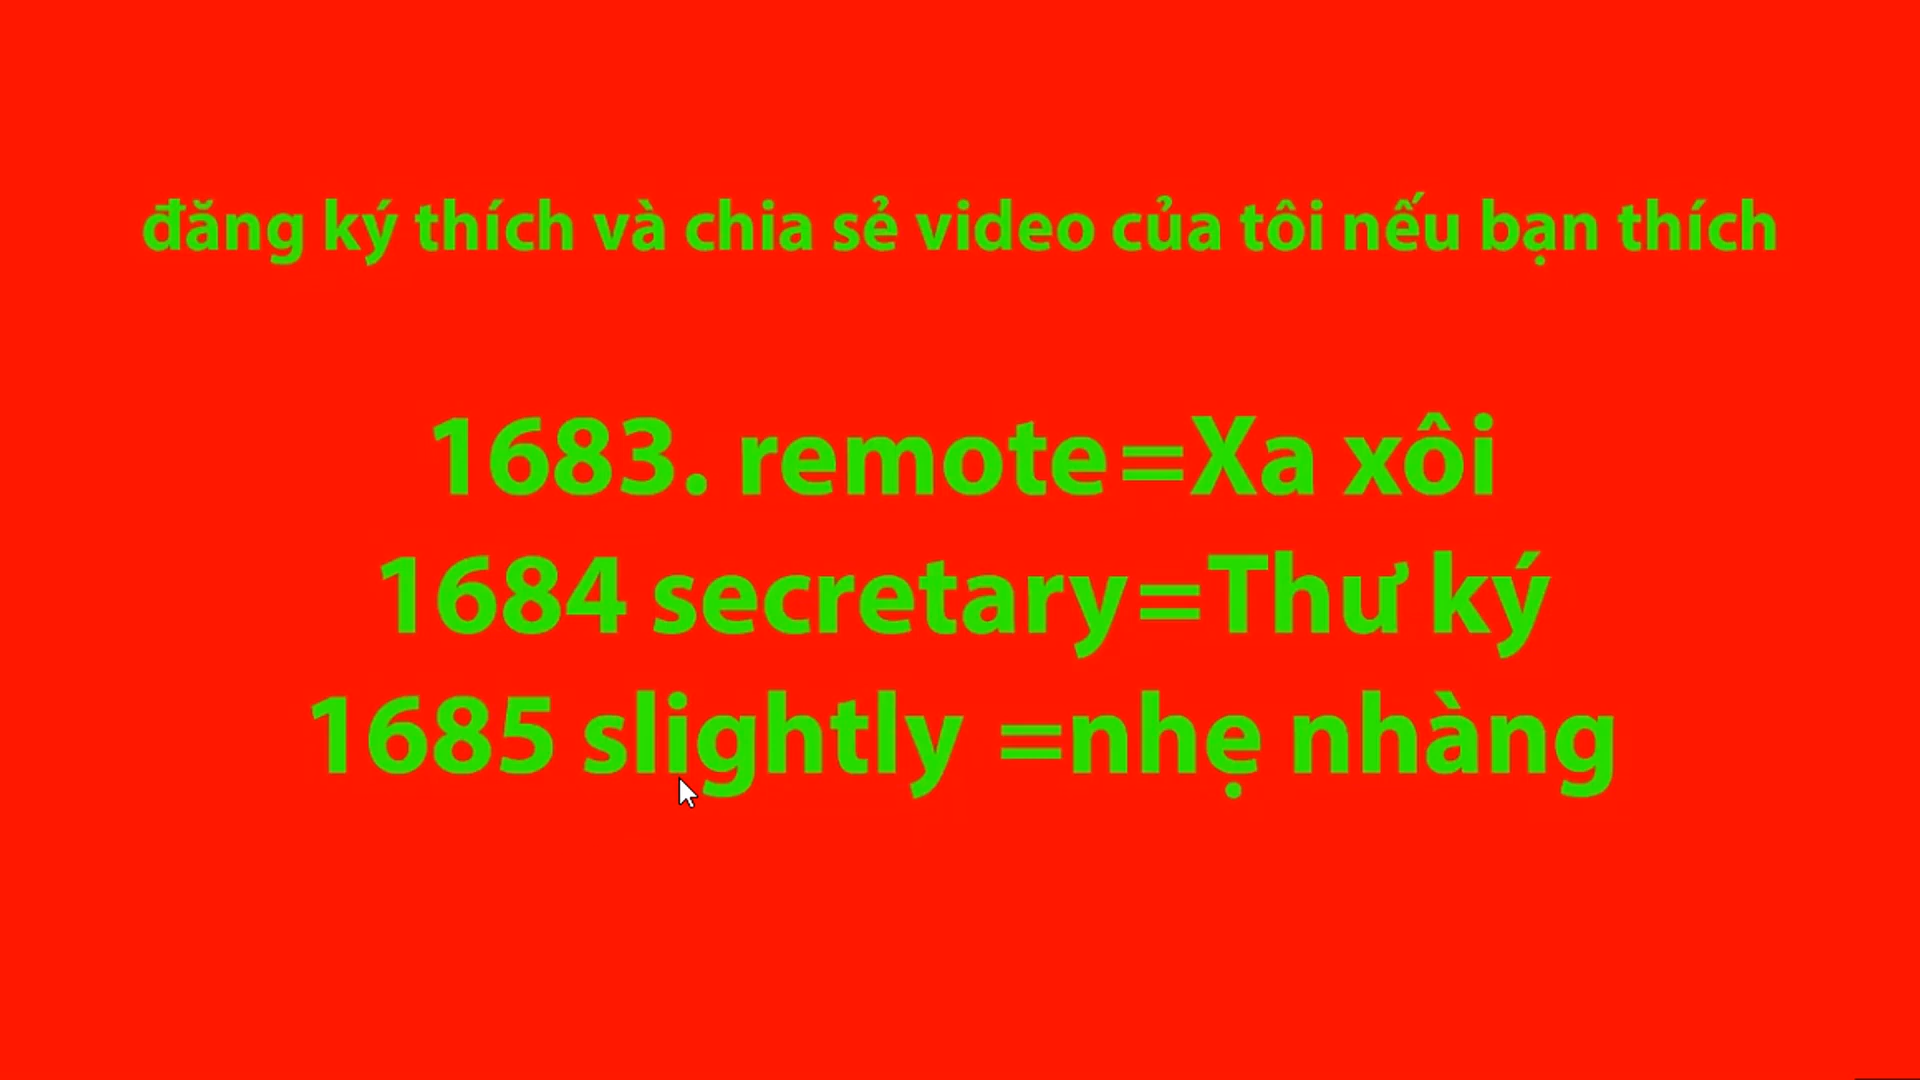 đăng ký thích và chia sẻ video của tôi nếu bạn thích
1683. remote=Xa xôi
1684 secretary=Thư ký
1685 slightly =nhẹ nhàng